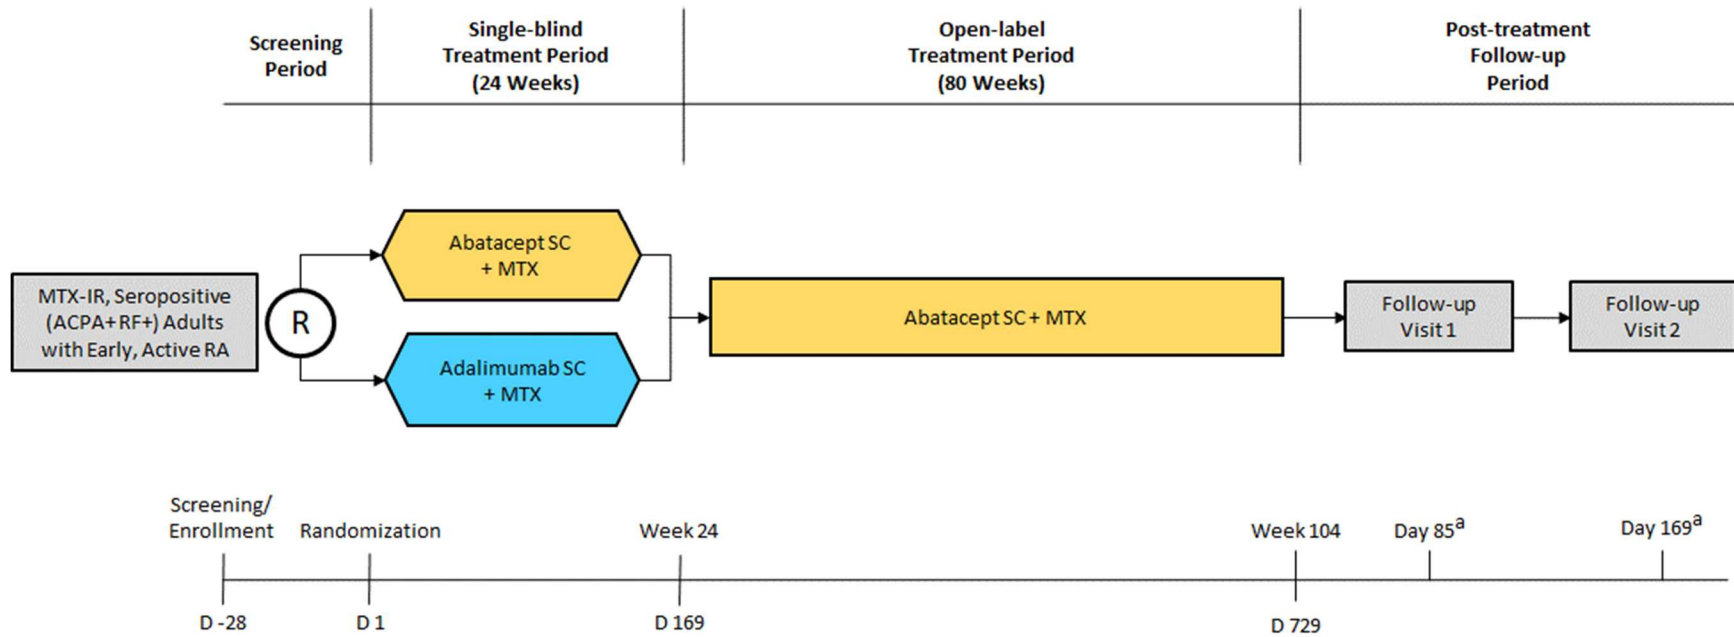 Screening
Period
Single-blind
Treatment Period
(24 Weeks)
Open-label
Treatment Period
(80 Weeks)
Post-treatment
Follow-up
Period
MTX-IR, Seropositive
(ACPA+ RF+) Adults
with Early, Active RA
R
Abatacept SC
+ MTX
Adalimumab SC
+ MTX
Abatacept SC + MTX
Follow-up
Visit 1
Follow-up
Visit 2
Screening/
Enrollment
Randomization
Week 24
Week 104
Day 85a
Day 169a
D -28
D 1
D 169
D 729